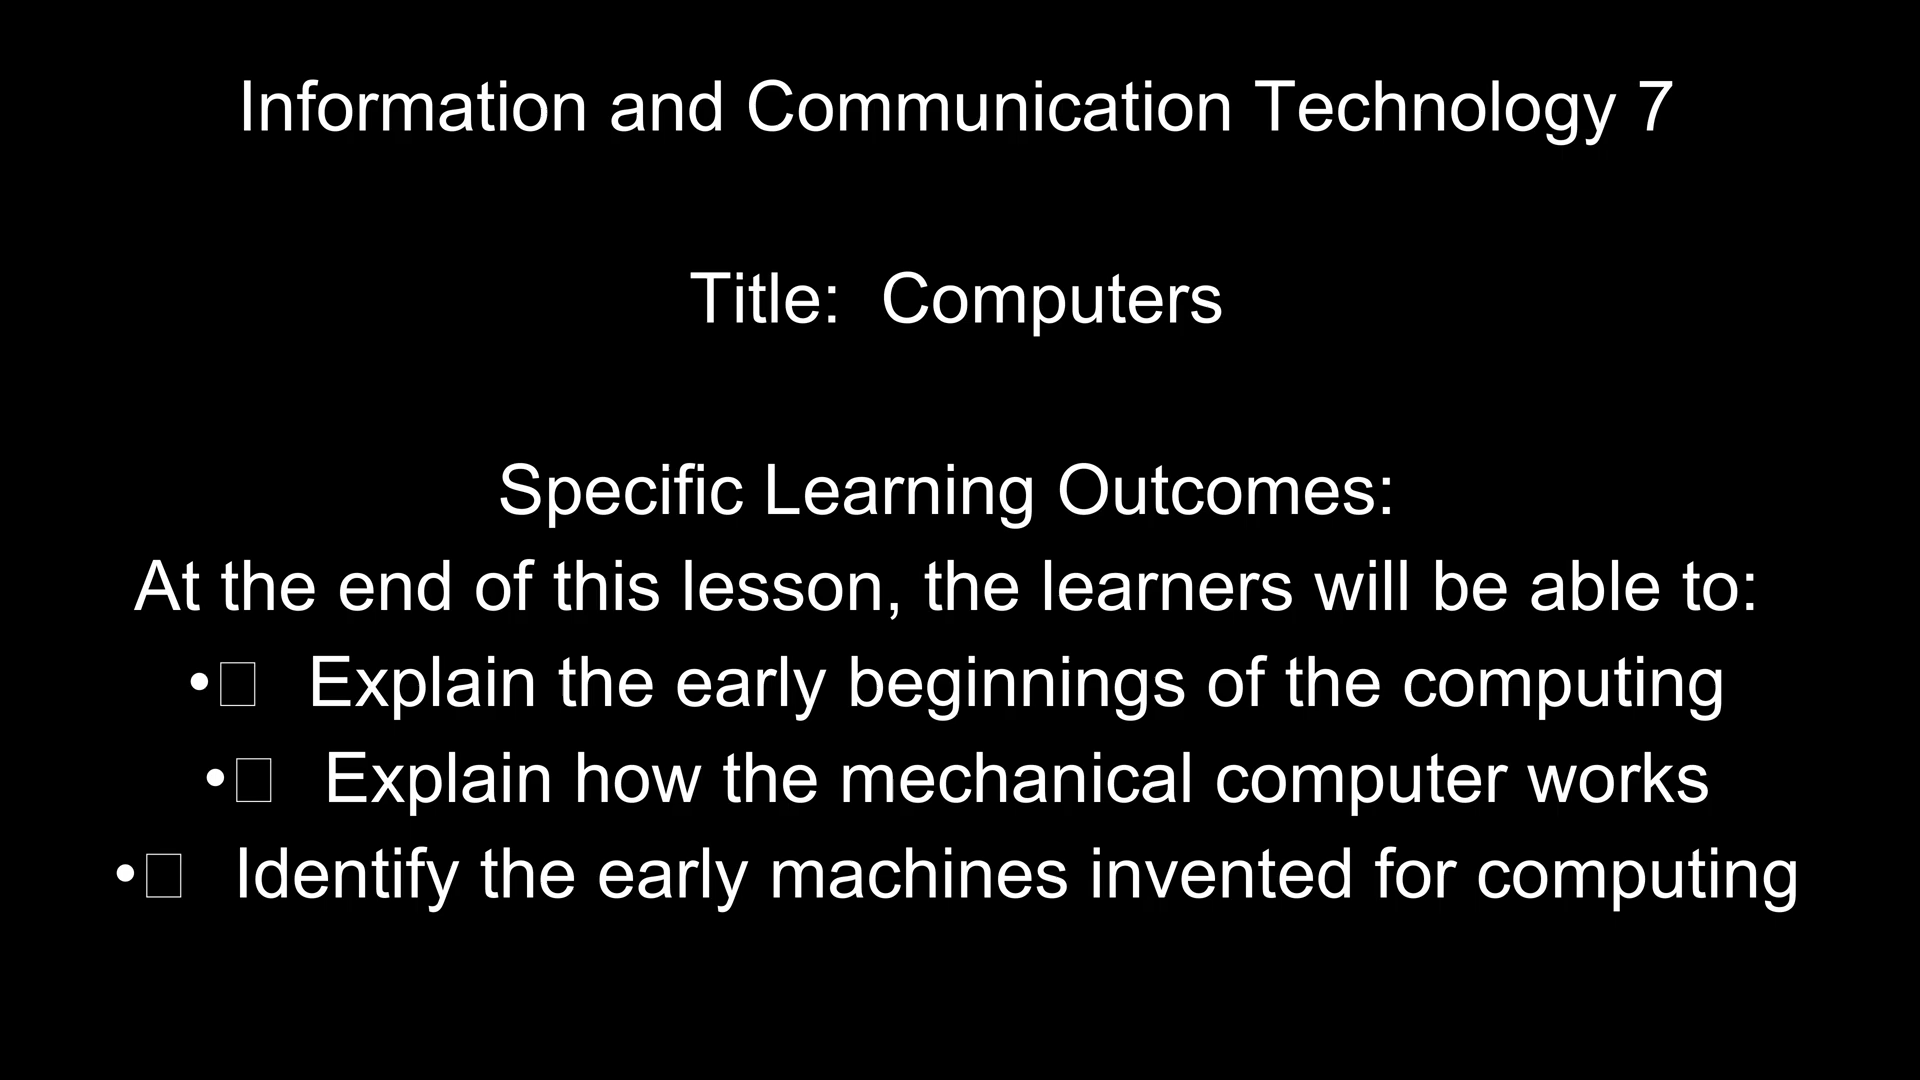 Information and Communication Technology 7
Title:  Computers
Specific Learning Outcomes:
At the end of this lesson, the learners will be able to:
•	Explain the early beginnings of the computing
•	Explain how the mechanical computer works
•	Identify the early machines invented for computing